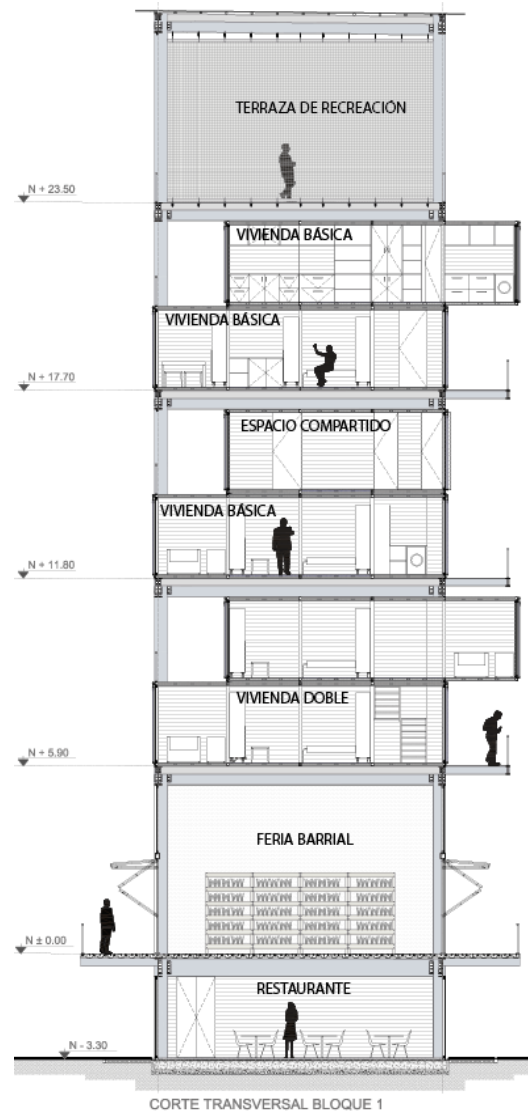 TERRAZA DE RECREACIÓN
N + 23.50
VIVIENDA BÁSICA
VIVIENDA BÁSICA
N + 17.70
ESPACIO COMPARTIDO
VIVIENDA BÁSICA
N + 11.80
VIVIENDA DOBLE
N + 5.90
FERIA BARRIAL
N ± 0.00
RESTAURANTE
N - 3.30
CORTE TRANSVERSAL BLOQUE 1